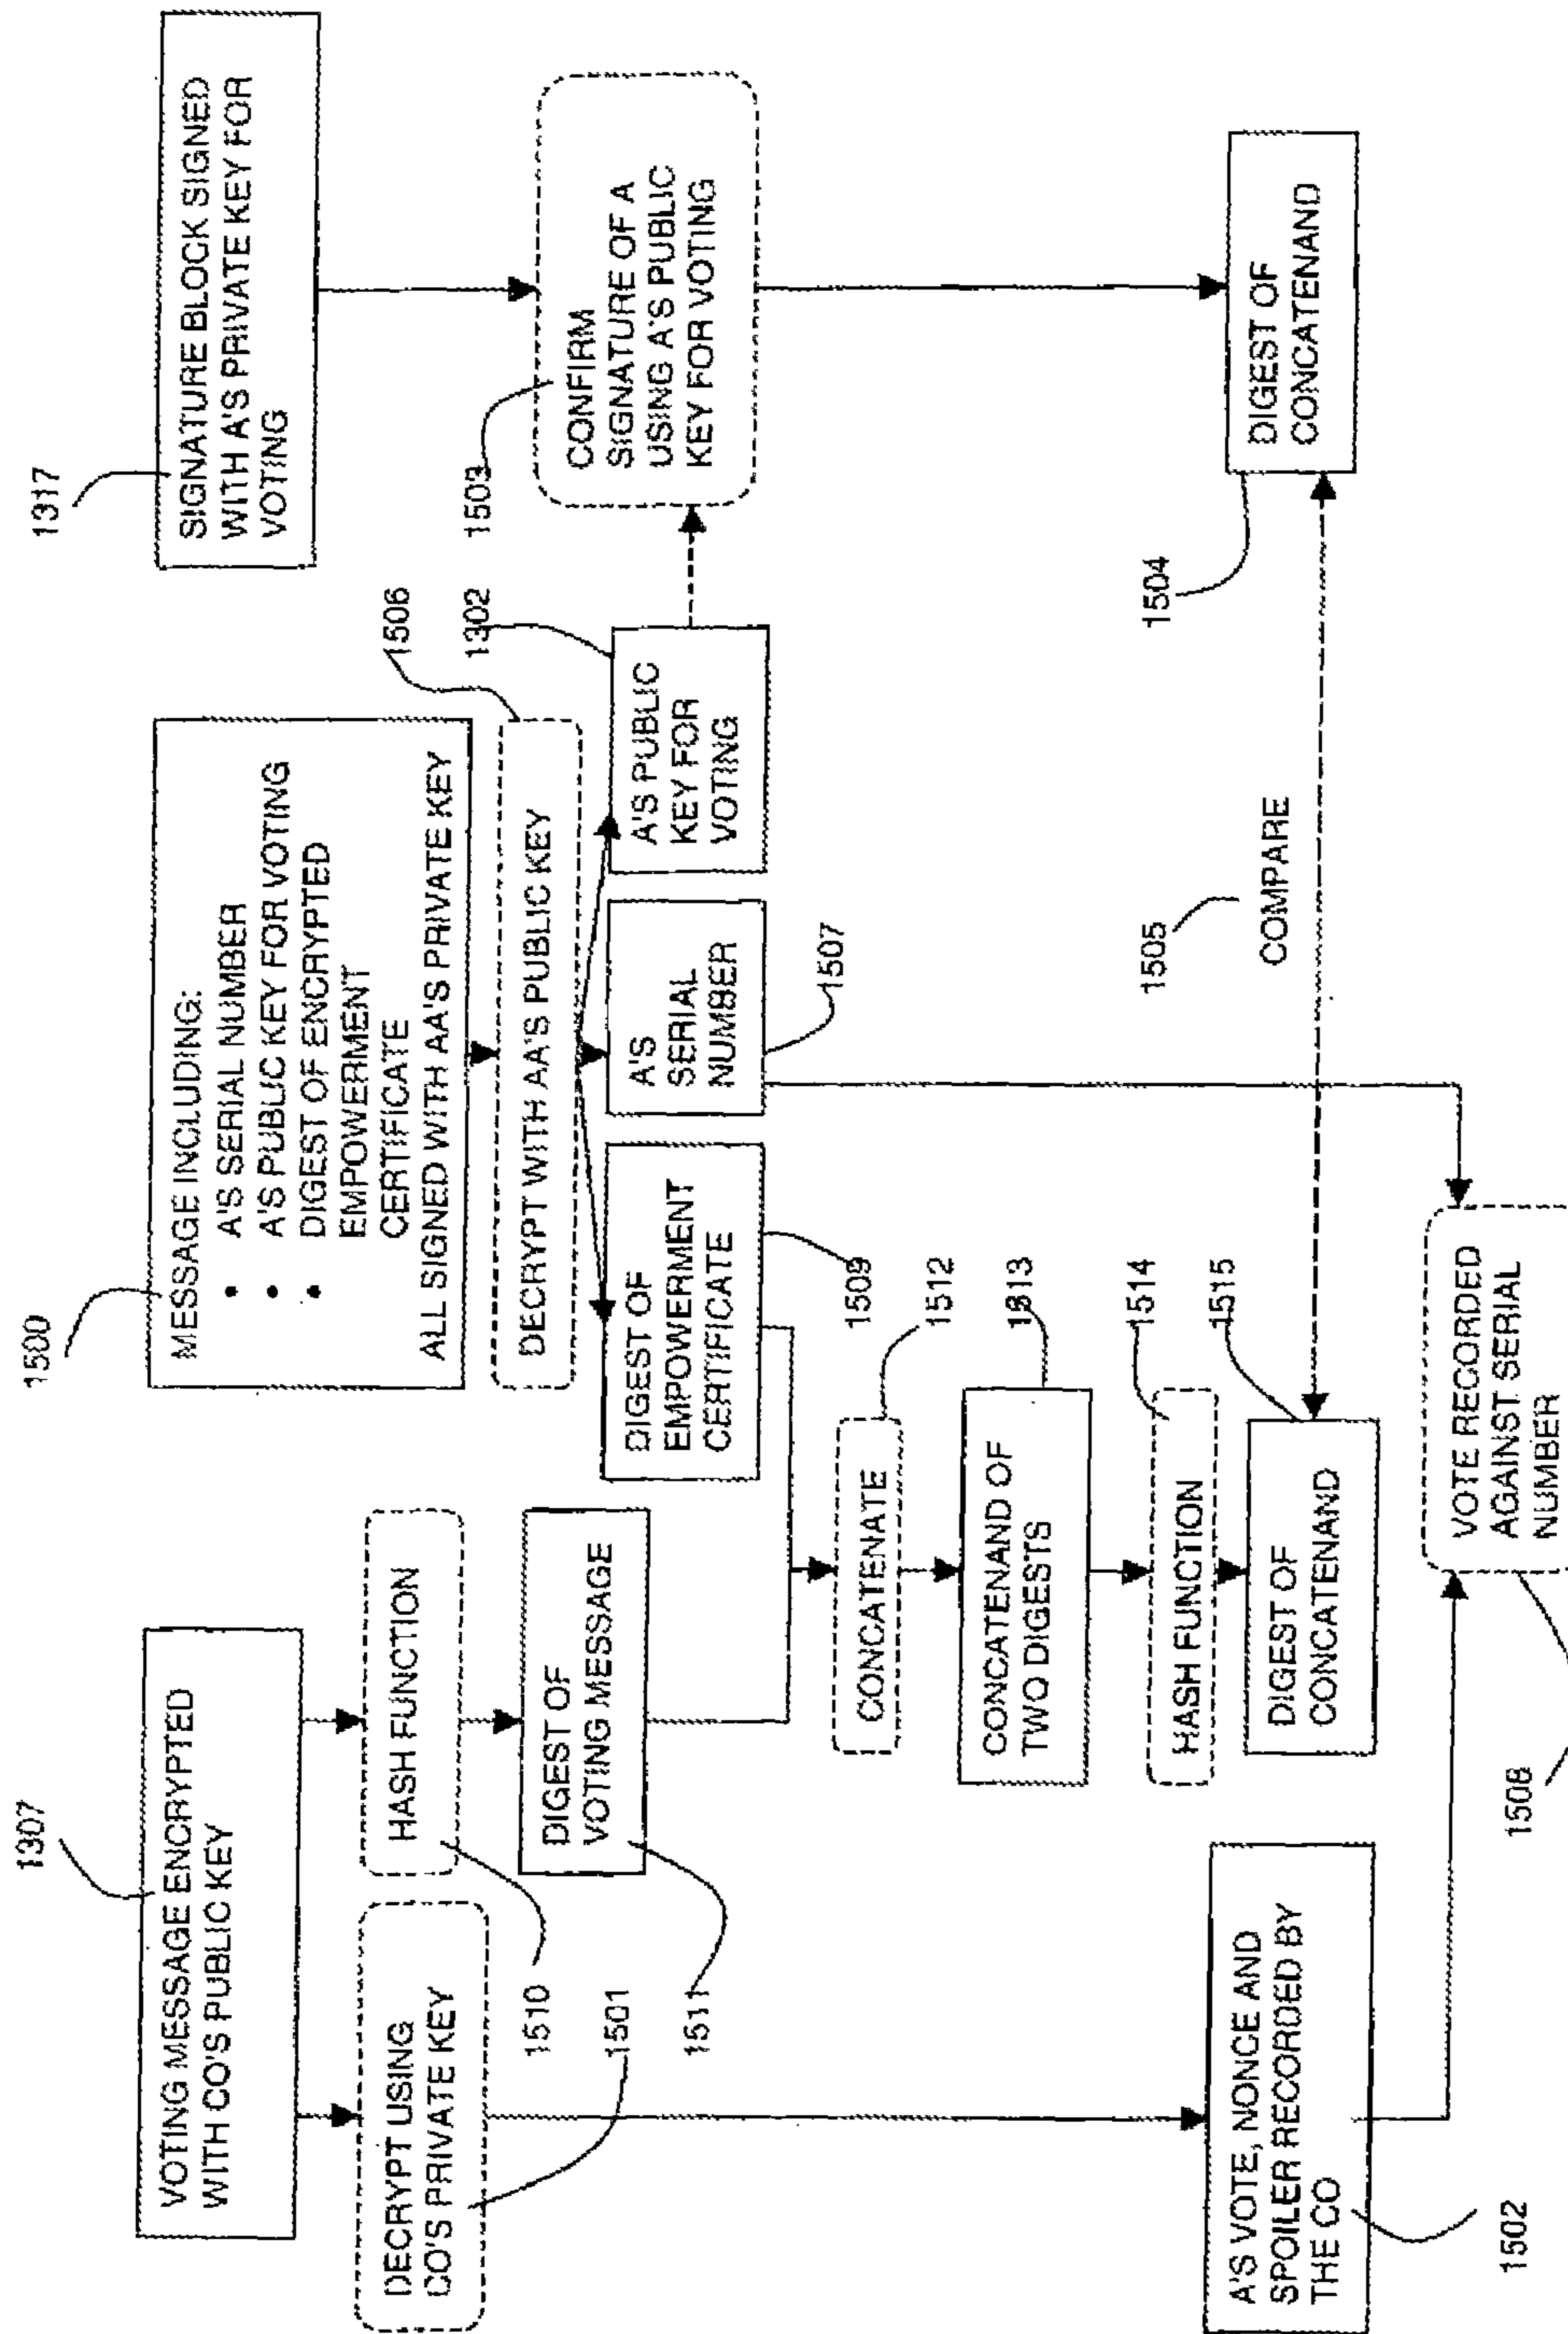 1307
VOTING MESSAGE ENCRYPTED
WITH CO'S PUBLIC KEY
1500
MESSAGE INCLUDING:
• A'S SERIAL NUMBER
• A'S PUBLIC KEY FOR VOTING
• DIGEST OF ENCRYPTED
EMPOWERMENT
CERTIFICATE
ALL SIGNED WITH AA'S PRIVATE KEY
1317
SIGNATURE BLOCK SIGNED
WITH A'S PRIVATE KEY FOR
VOTING
DECRYPT USING
CO'S PRIVATE KEY
HASH FUNCTION
DECRYPT WITH AA'S PUBLIC KEY
1506
1302
1503
CONFIRM
SIGNATURE OF A
USING A'S PUBLIC
KEY FOR VOTING
1510
1501
1511
DIGEST OF
VOTING MESSAGE
DIGEST OF
EMPOWERMENT
CERTIFICATE
A'S
SERIAL
NUMBER
A'S PUBLIC
KEY FOR
VOTING
1509
1507
CONCATENATE
1512
CONCATENAND OF
TWO DIGESTS
1513
HASH FUNCTION
1514
DIGEST OF
CONCATENAND
1515
1505
COMPARE
1504
DIGEST OF
CONCATENAND
A'S VOTE, NONCE AND
SPOILER RECORDED BY
THE CO
1502
VOTE RECORDED
AGAINST SERIAL
NUMBER
1508